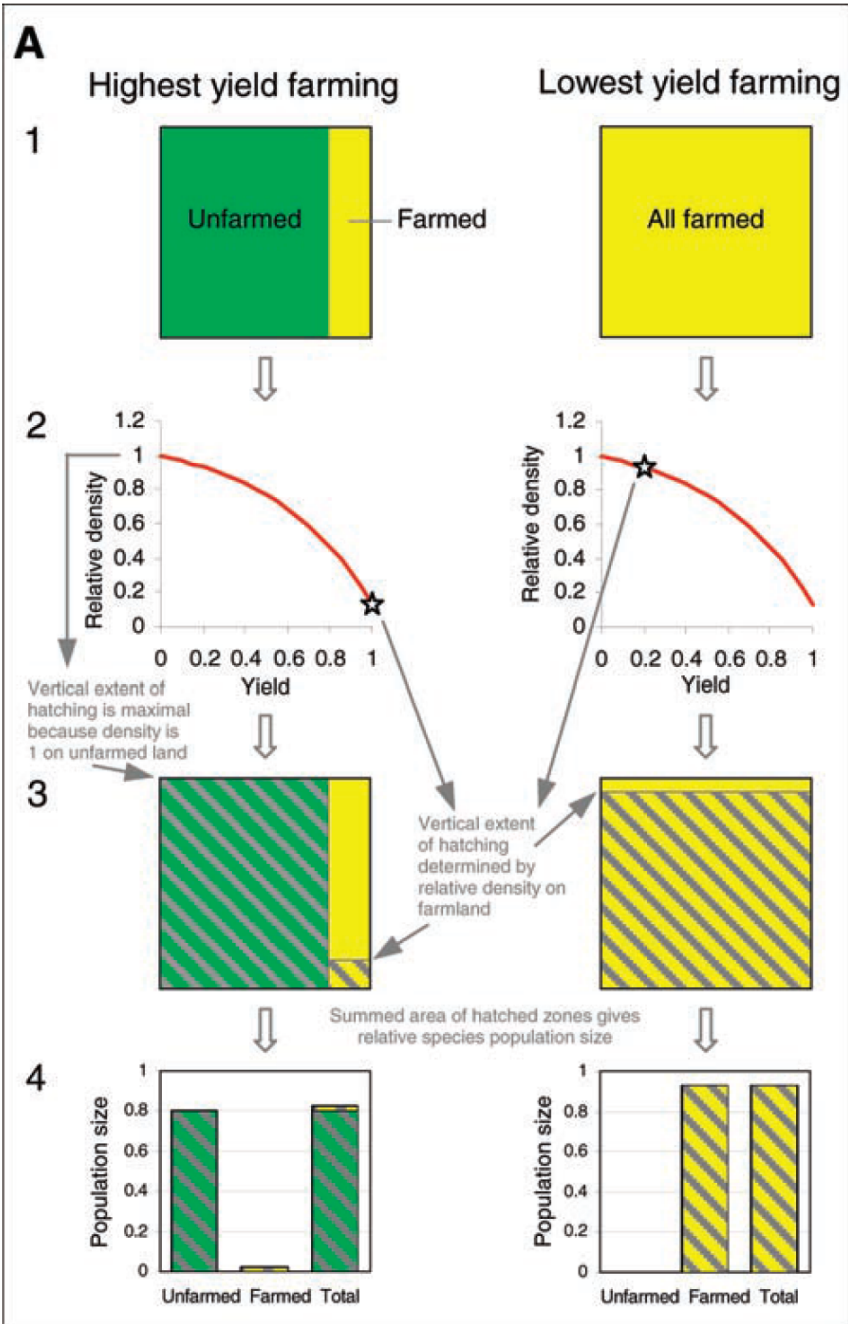 A
Highest yield farming
Lowest yield farming
1
Unfarmed
Farmed
All farmed
2
1.2
1
0.8
0.6
0.4
0.2
0
Relative density
0 0.2 0.4 0.6 0.8 1
Yield
1.2
1
0.8
0.6
0.4
0.2
0
Relative density
0 0.2 0.4 0.6 0.8 1
Yield
Vertical extent of
hatching is maximal
because density is
1 on unfarmed land
3
Vertical extent
of hatching
determined by
relative density on
farmland
Summed area of hatched zones gives
relative species population size
4
1
0.8
0.6
0.4
0.2
0
Population size
Unfarmed Farmed Total
1
0.8
0.6
0.4
0.2
0
Population size
Unfarmed Farmed Total